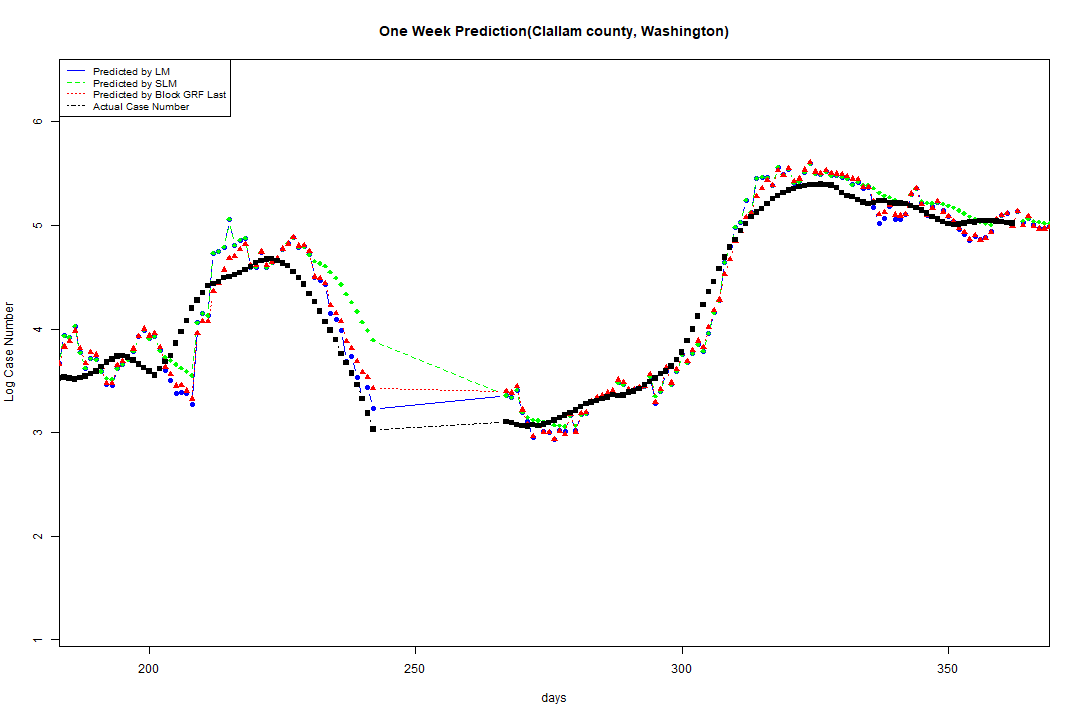 One Week Prediction(Clallam county, Washington)
Predicted by LM
Predicted by SLM
Predicted by Block GRF Last
Actual Case Number
Log Case Number
6
5
4
3
2
1
200
250
300
350
days